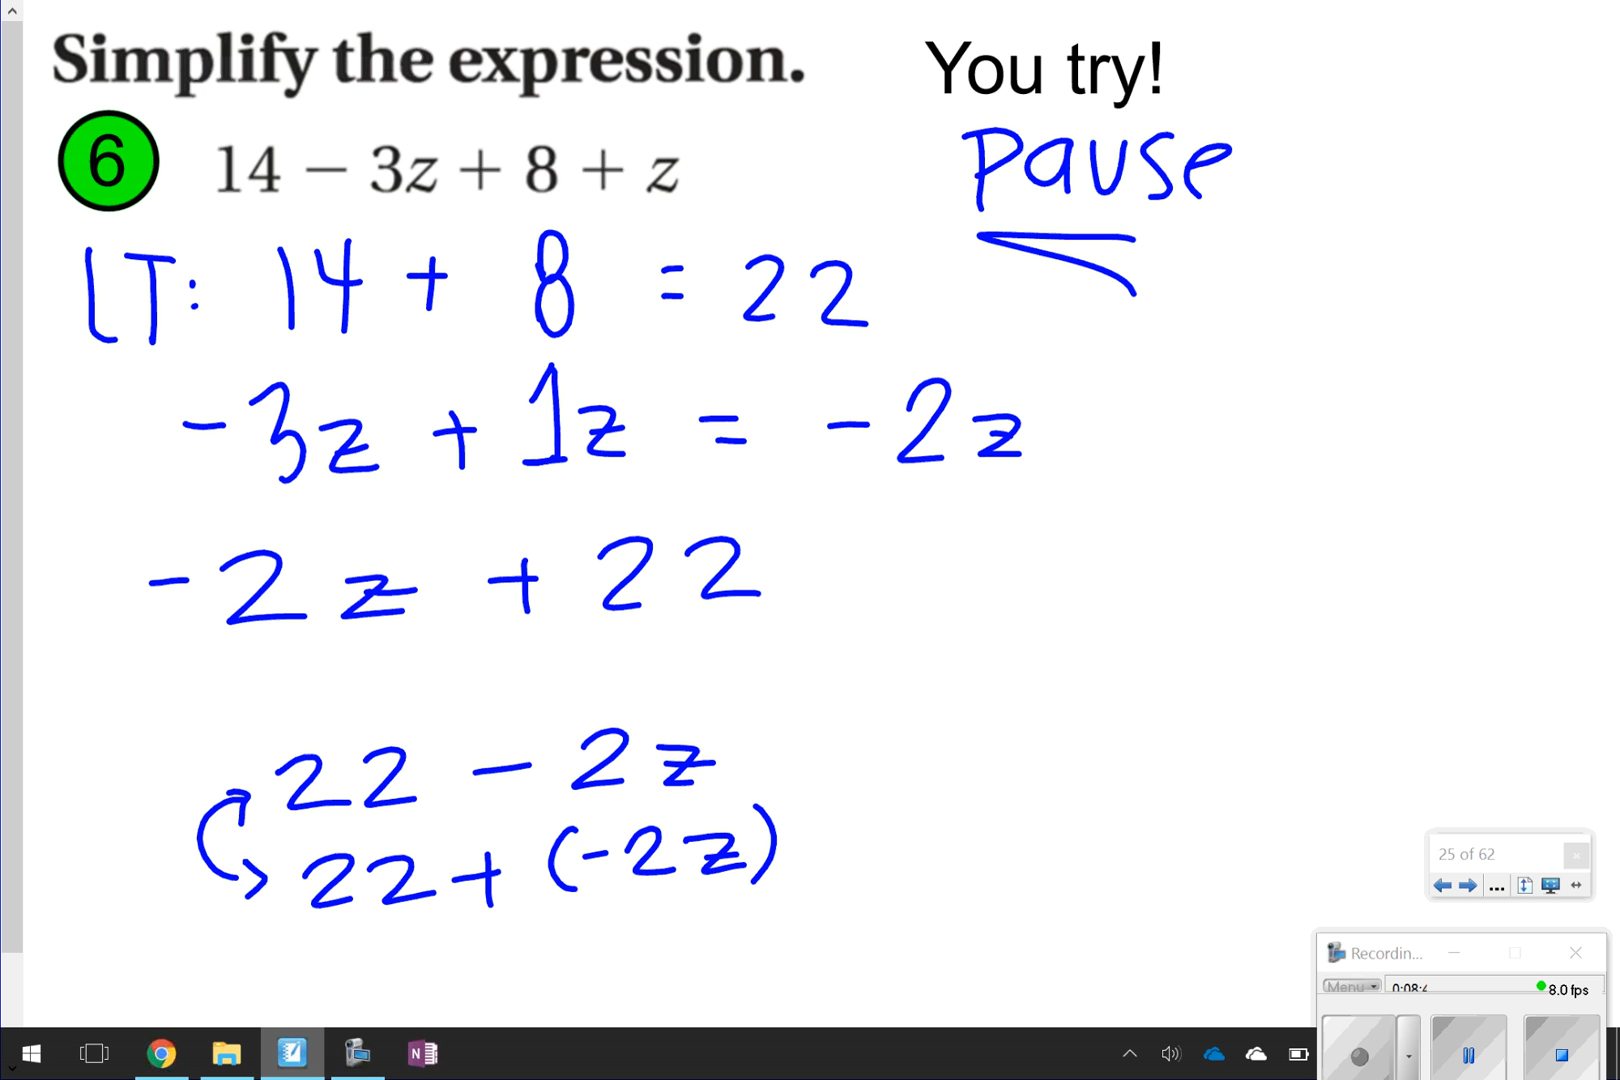 Simplify the expression.
You try!
6 14 − 3z + 8 + z
pause
LT: 14 + 8 = 22
-3z + 1z = -2z
-2z + 22
22 - 2z
22 + (-2z)
25 of 62
...
Recordin...
Menu
8.0 fps
N